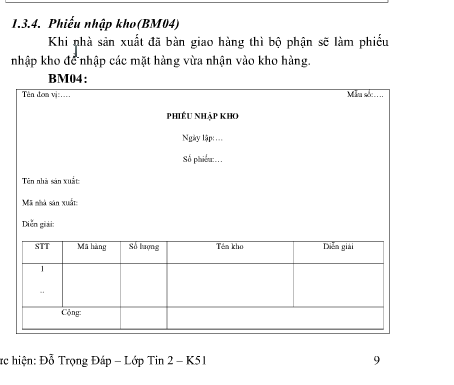 1.3.4. Phiếu nhập kho(BM04)
Khi nhà sản xuất đã bàn giao hàng thì bộ phận sẽ làm phiếu
nhập kho để nhập các mặt hàng vừa nhận vào kho hàng.
BM04:
Tên đơn vị:…. Mẫu số:….
PHIẾU NHẬP KHO
Ngày lập:…
Số phiếu:…
Tên nhà sản xuất:
Mã nhà sản xuất:
Diễn giải:
STT Mã hàng Số lượng Tên kho Diễn giải
1
..
Cộng:
hiện: Đỗ Trọng Đáp – Lớp Tin 2 – K51 9